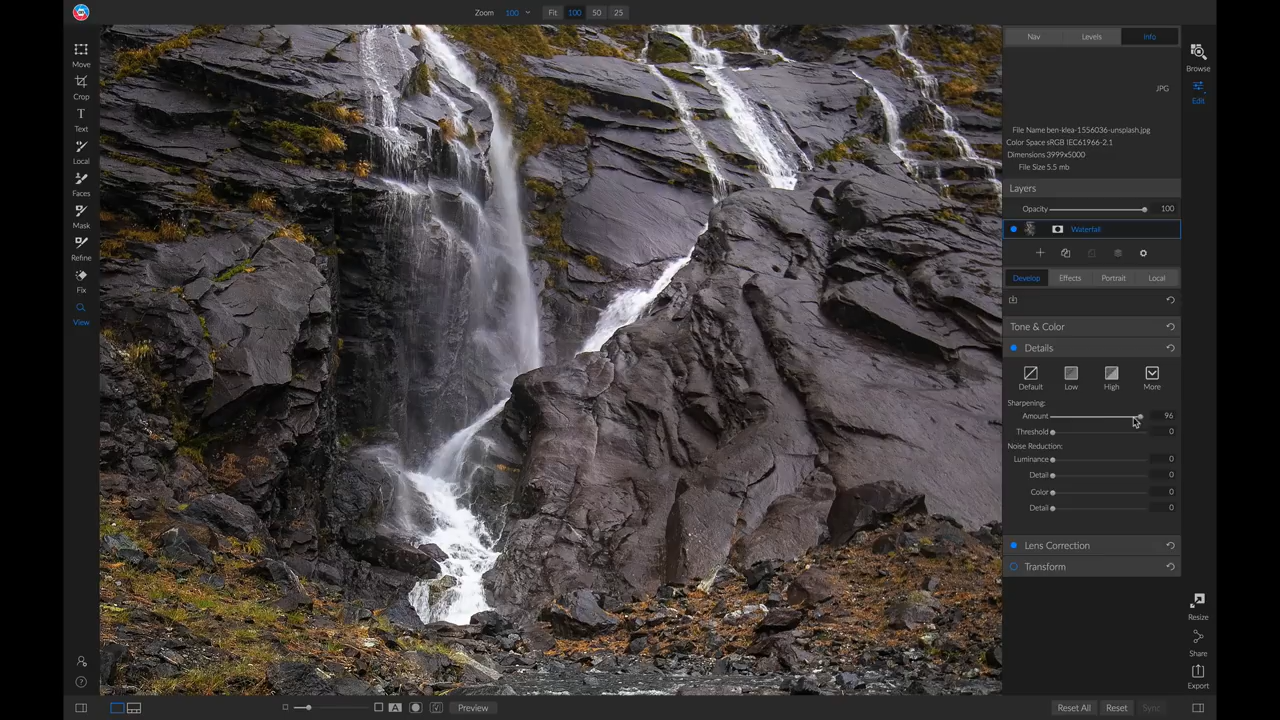 Zoom 100 Fit: 100 50 25
Nav Levels Info
Move
Crop
Text
Local
Faces
Mask
Refine
Fix
View
Browse
Edit
JPG
File Name ben-klea-1556036-unsplash.jpg
Color Space sRGB IEC61966-2.1
Dimensions 3999x5000
File Size 5.5 mb
Layers
Opacity 100
Waterfall
Develop Effects Portrait Local
Tone & Color
Details
Default Low High More
Sharpening:
Amount 96
Threshold 0
Noise Reduction:
Luminance 0
Detail 0
Color 0
Detail 0
Lens Correction
Transform
Resize
Share
Export
A Preview
Reset All Reset Sync